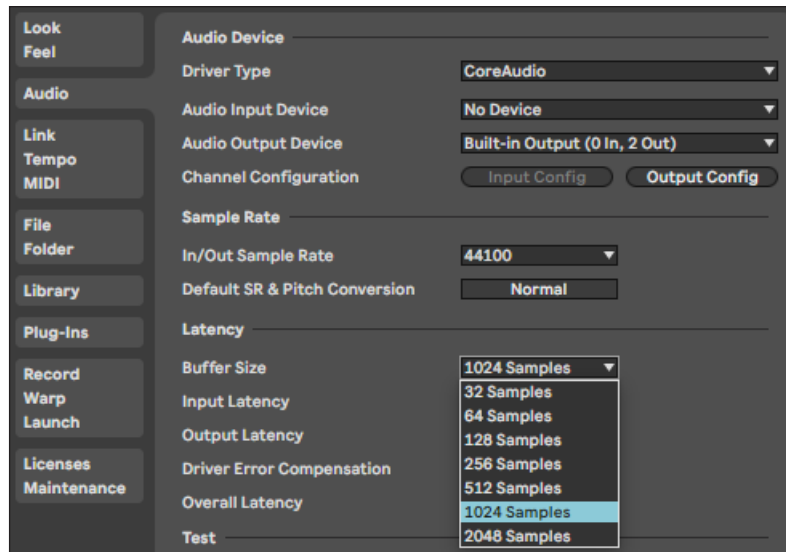 Look
Feel
Audio
Link
Tempo
MIDI
File
Folder
Library
Plug-Ins
Record
Warp
Launch
Licenses
Maintenance
Audio Device
Driver Type CoreAudio
Audio Input Device No Device
Audio Output Device Built-in Output (0 In, 2 Out)
Channel Configuration Input Config Output Config
Sample Rate
In/Out Sample Rate 44100
Default SR & Pitch Conversion Normal
Latency
Buffer Size 1024 Samples
Input Latency
Output Latency
Driver Error Compensation
Overall Latency
Test
32 Samples
64 Samples
128 Samples
256 Samples
512 Samples
1024 Samples
2048 Samples